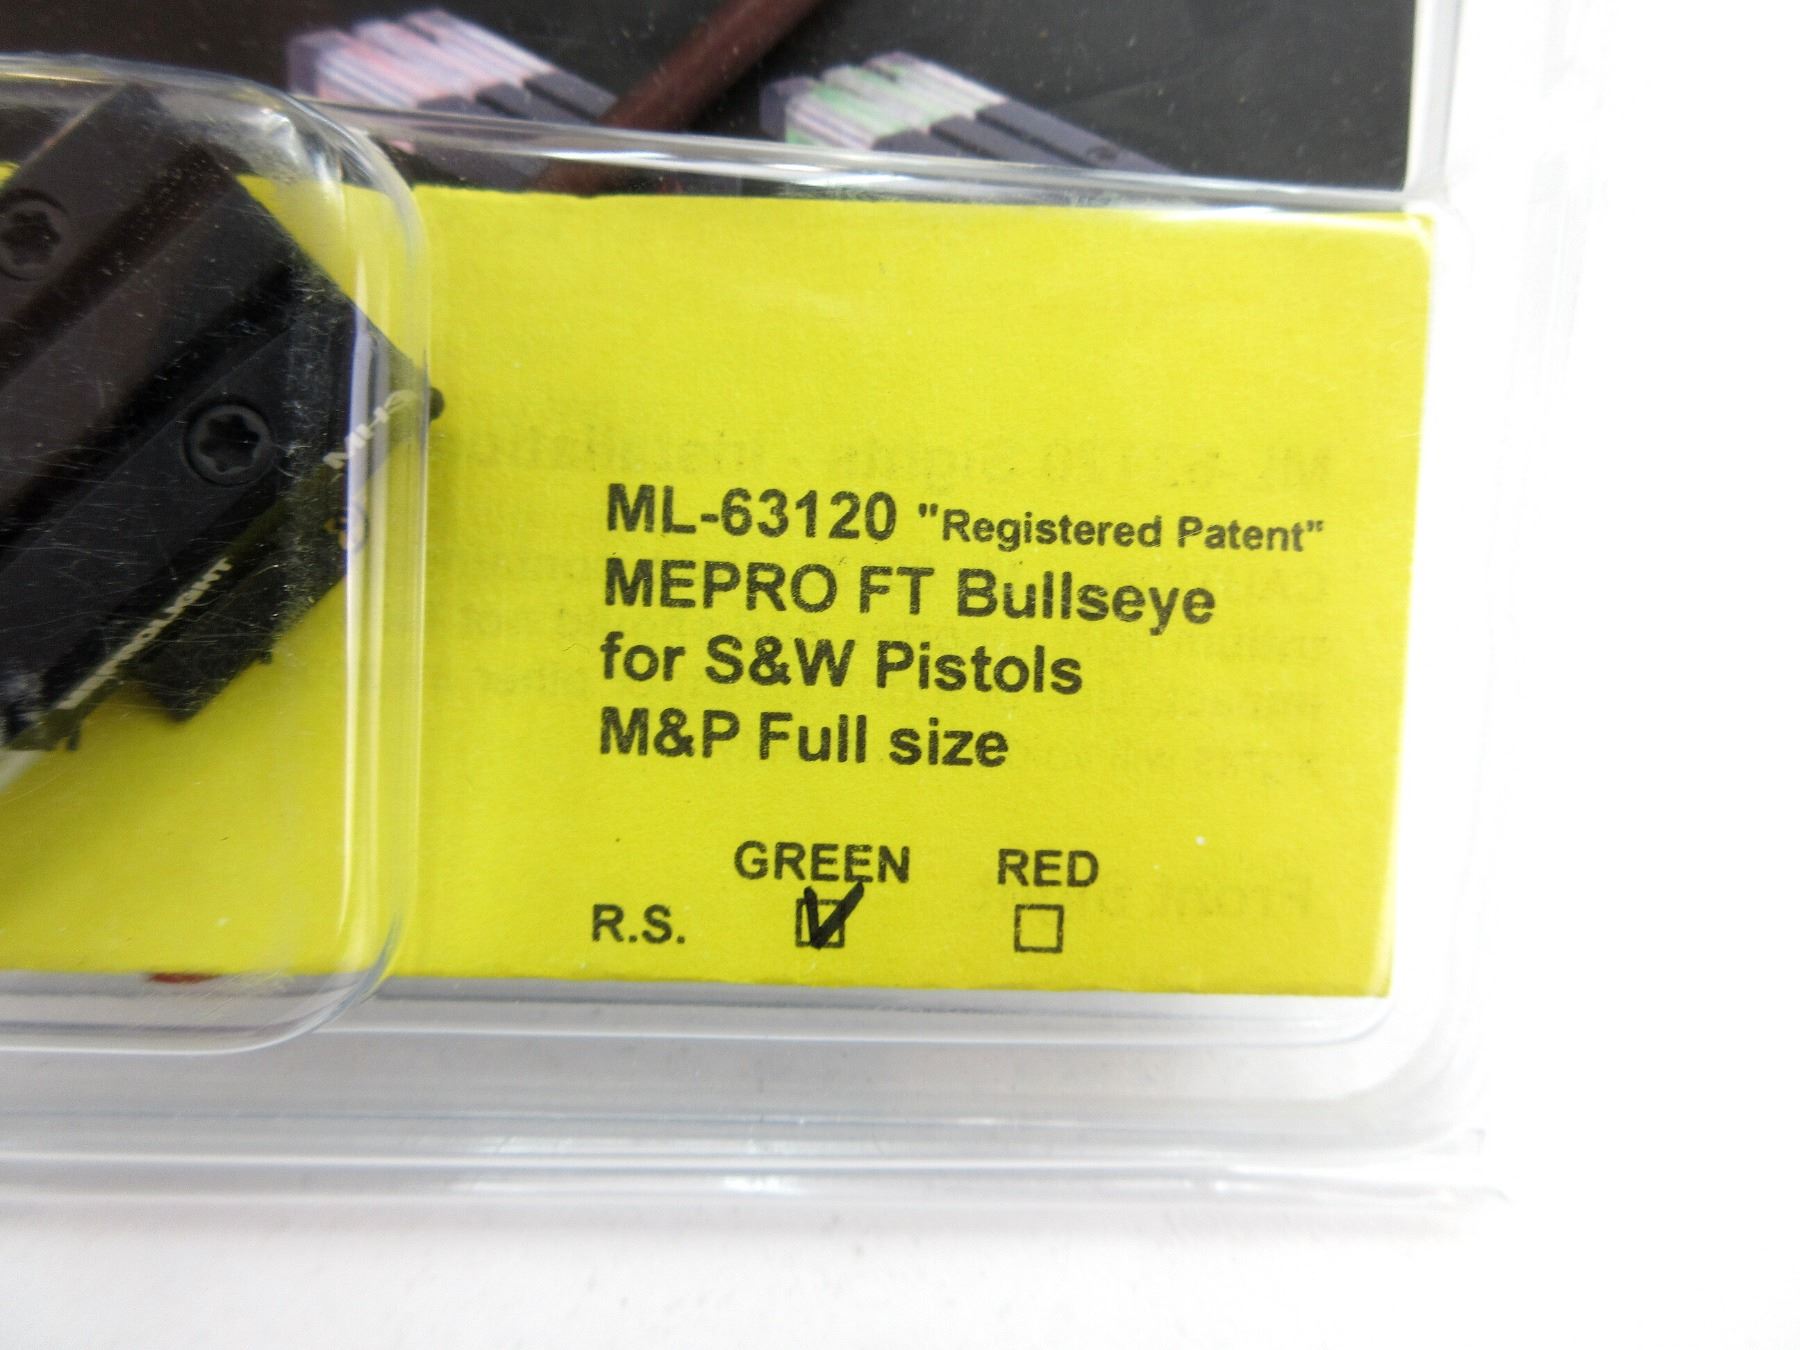 ML-63120 "Registered Patent"
MEPRO FT Bullseye
for S&W Pistols
M&P Full size
GREEN RED
R.S.